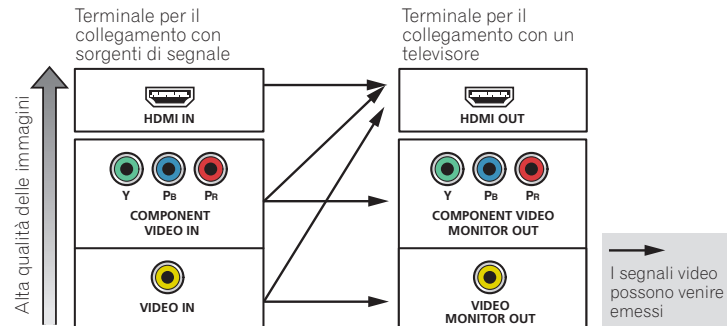 Terminale per il
collegamento con
sorgenti di segnale
Terminale per il
collegamento con un
televisore
Alta qualità delle immagini
HDMI IN
HDMI OUT
Y PB PR
COMPONENT
VIDEO IN
Y PB PR
COMPONENT VIDEO
MONITOR OUT
VIDEO IN
VIDEO
MONITOR OUT
I segnali video
possono venire
emessi